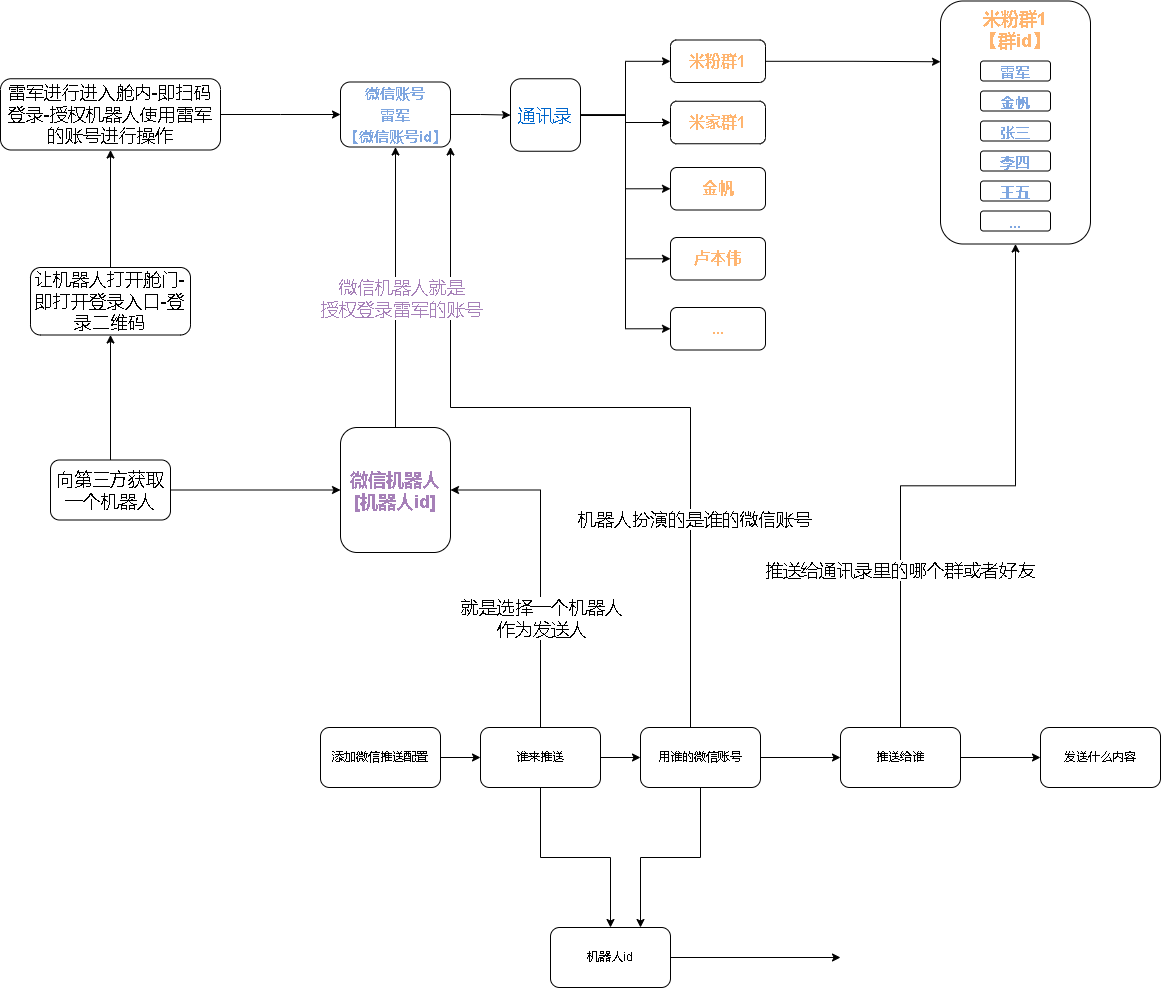 米粉群1
【群id】
雷军
金帆
张三
李四
王五
...
雷军进行进入舱内-即扫码
登录-授权机器人使用雷军
的账号进行操作
微信账号
雷军
【微信账号id】
通讯录
米粉群1
米家群1
金帆
卢本伟
...
让机器人打开舱门-
即打开登录入口-登
录二维码
微信机器人就是
授权登录雷军的账号
向第三方获取
一个机器人
微信机器人
[机器人id]
机器人扮演的是谁的微信账号
推送给通讯录里的哪个群或者好友
就是选择一个机器人
作为发送人
添加微信推送配置
谁来推送
用谁的微信账号
推送给谁
发送什么内容
机器人id